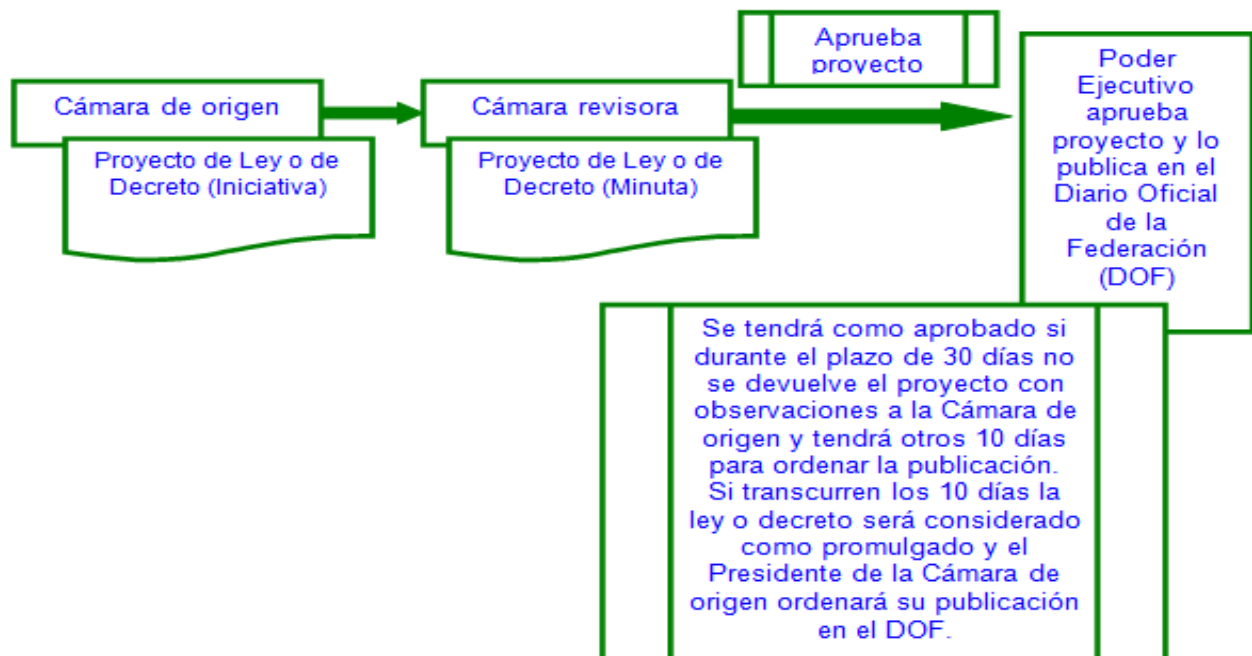 Cámara de origen
Proyecto de Ley o de
Decreto (Iniciativa)
Cámara revisora
Proyecto de Ley o de
Decreto (Minuta)
Aprueba
proyecto
Poder
Ejecutivo
aprueba
proyecto y lo
publica en el
Diario Oficial
de la
Federación
(DOF)
Se tendrá como aprobado si
durante el plazo de 30 días no
se devuelve el proyecto con
observaciones a la Cámara de
origen y tendrá otros 10 días
para ordenar la publicación.
Si transcurren los 10 días la
ley o decreto será considerado
como promulgado y el
Presidente de la Cámara de
origen ordenará su publicación
en el DOF.